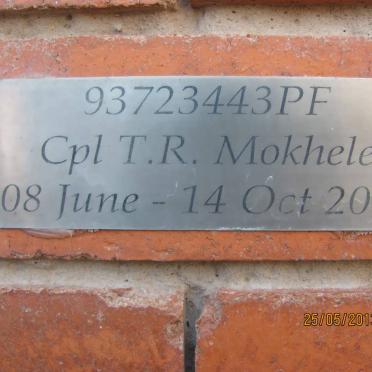 93723443PF
Cpl T.R. Mokhele
08 June - 14 Oct 20
25/05/201